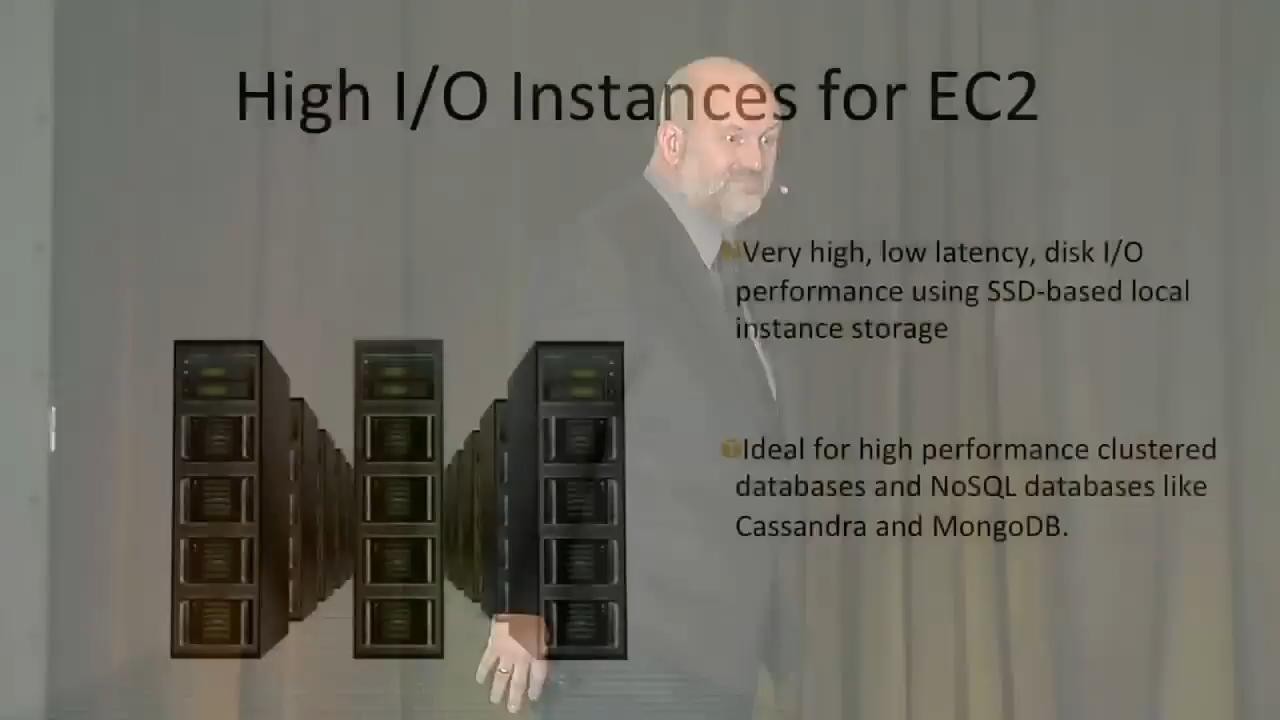 High I/O Instances for EC2
Very high, low latency, disk I/O
performance using SSD-based local
instance storage
Ideal for high performance clustered
databases and NoSQL databases like
Cassandra and MongoDB.